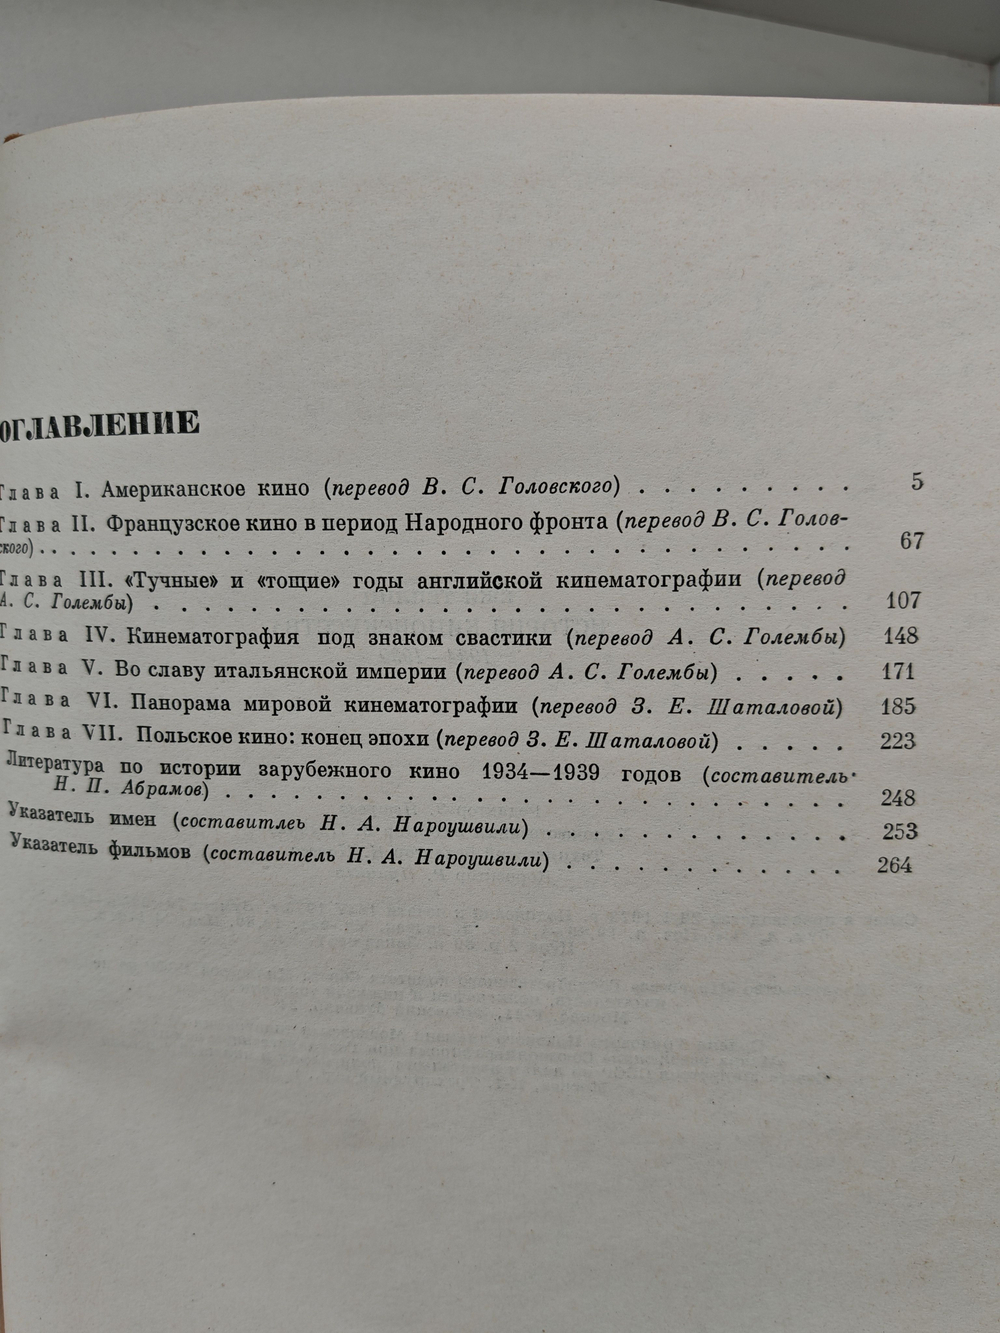 ОГЛАВЛЕНИЕ
Глава I. Американское кино (перевод В. С. Головского) . . . . . . . . . 5
Глава II. Французское кино в период Народного фронта (перевод В. С. Голов-
ского) . . . . . . . . . . . . . . . . . . . . . . . . . . . . 67
Глава III. «Тучные» и «тощие» годы английской кинематографии (перевод
А. С. Голембы) . . . . . . . . . . . . . . . . . . . . . . . . 107
Глава IV. Кинематография под знаком свастики (перевод А. С. Голембы) 148
Глава V. Во славу итальянской империи (перевод А. С. Голембы) . . . . . 171
Глава VI. Панорама мировой кинематографии (перевод З. Е. Шаталовой) 185
Глава VII. Польское кино: конец эпохи (перевод З. Е. Шаталовой) . . . . . 223
Литература по истории зарубежного кино 1934—1939 годов (составитель
Н. П. Абрамов) . . . . . . . . . . . . . . . . . . . . . 248
Указатель имен (составитлеь Н. А. Нароушвили) . . . . . . . . . . . . 253
Указатель фильмов (составитель Н. А. Нароушвили) . . . . . . . . . . . 264